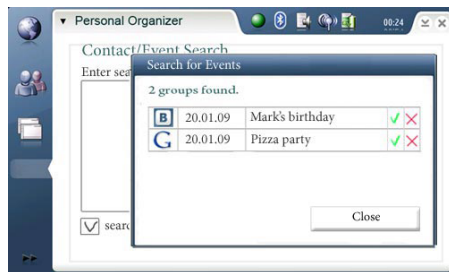 Personal Organizer
00:24
Contact/Event Search
Enter sea
Search for Events
2 groups found.
B 20.01.09 Mark's birthday
G 20.01.09 Pizza party
Close
searc